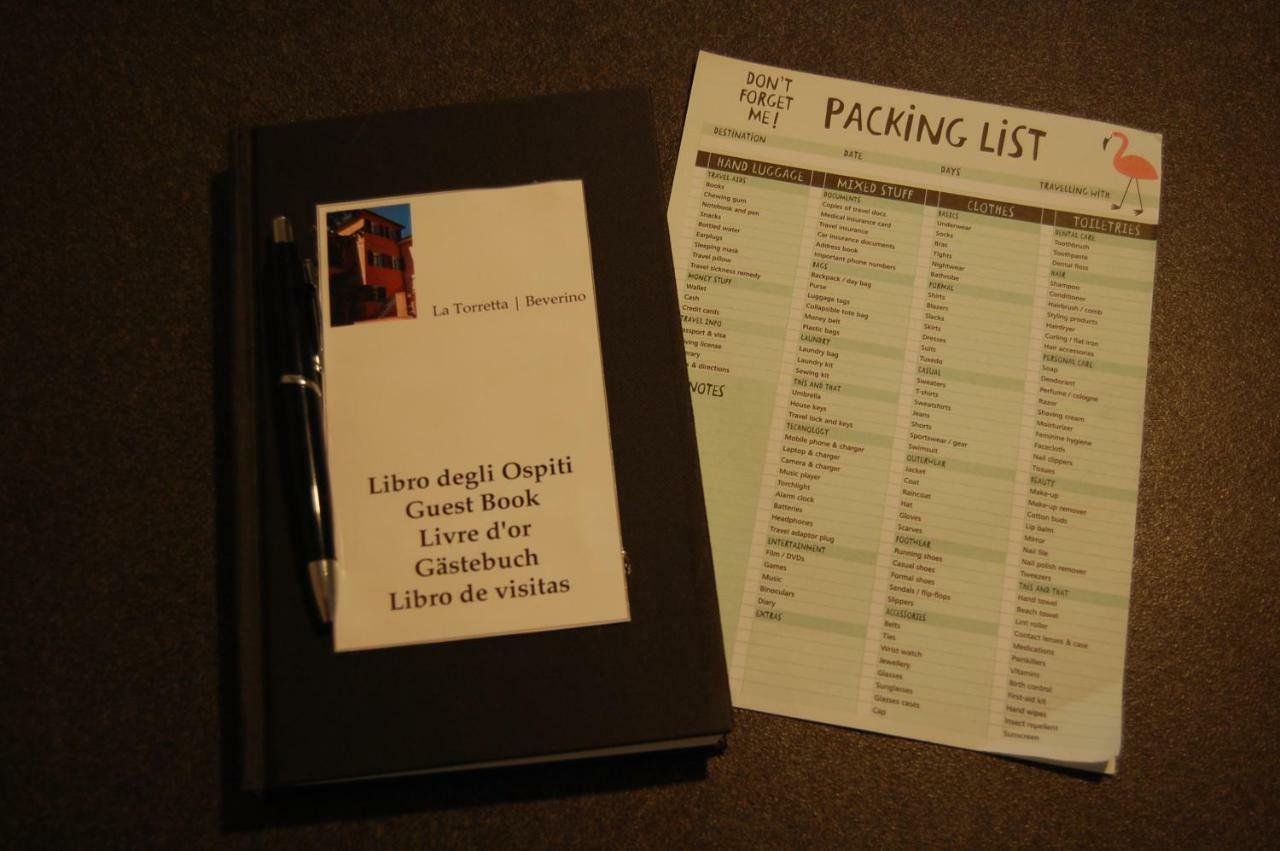 La Torretta | Beverino
Libro degli Ospiti
Guest Book
Livre d'or
Gästebuch
Libro de visitas
DON'T
FORGET
ME!
PACKING LIST
DESTINATION
DATE
DAYS
TRAVELLING WITH
HAND LUGGAGE
TRAVEL AIDS
Books
Chewing gum
Notebook and pen
Snacks
Bottled water
Earplugs
Sleeping mask
Travel pillow
Travel sickness remedy
MONEY STUFF
Wallet
Cash
Credit cards
TRAVEL INFO
assport & visa
ving license
erary
s & directions
NOTES
MIXED STUFF
DOCUMENTS
Copies of travel docs
Medical insurance card
Travel insurance
Car insurance documents
Address book
Important phone numbers
BAGS
Backpack / day bag
Purse
Luggage tags
Collapsible tote bag
Money belt
Plastic bags
LAUNDRY
Laundry bag
Laundry kit
Sewing kit
THIS AND THAT
Umbrella
House keys
Travel lock and keys
TECHNOLOGY
Mobile phone & charger
Laptop & charger
Camera & charger
Music player
Torchlight
Alarm clock
Batteries
Headphones
Travel adaptor plug
ENTERTAINMENT
Film / DVDs
Games
Music
Binoculars
Diary
EXTRAS
CLOTHES
BASICS
Underwear
Socks
Bras
Tights
Nightwear
Bathrobe
FORMAL
Shirts
Blazers
Slacks
Skirts
Dresses
Suits
Tuxedo
CASUAL
Sweaters
T-shirts
Sweatshirts
Jeans
Shorts
Sportswear / gear
Swimsuit
OUTERWEAR
Jacket
Coat
Raincoat
Hat
Gloves
Scarves
FOOTWEAR
Running shoes
Casual shoes
Formal shoes
Sandals / flip-flops
Slippers
ACCESSORIES
Belts
Ties
Wrist watch
Jewellery
Glasses
Sunglasses
Glasses cases
Cap
TOILETRIES
DENTAL CARE
Toothbrush
Toothpaste
Dental floss
HAIR
Shampoo
Conditioner
Hairbrush / comb
Styling products
Hairdryer
Curling / flat iron
Hair accessories
PERSONAL CARE
Soap
Deodorant
Perfume / cologne
Razor
Shaving cream
Moisturizer
Feminine hygiene
Facecloth
Nail clippers
Tissues
BEAUTY
Make-up
Make-up remover
Cotton buds
Lip balm
Mirror
Nail file
Nail polish remover
Tweezers
THIS AND THAT
Hand towel
Beach towel
Lint roller
Contact lenses & case
Medications
Painkillers
Vitamins
Birth control
First-aid kit
Hand wipes
Insect repellent
Sunscreen